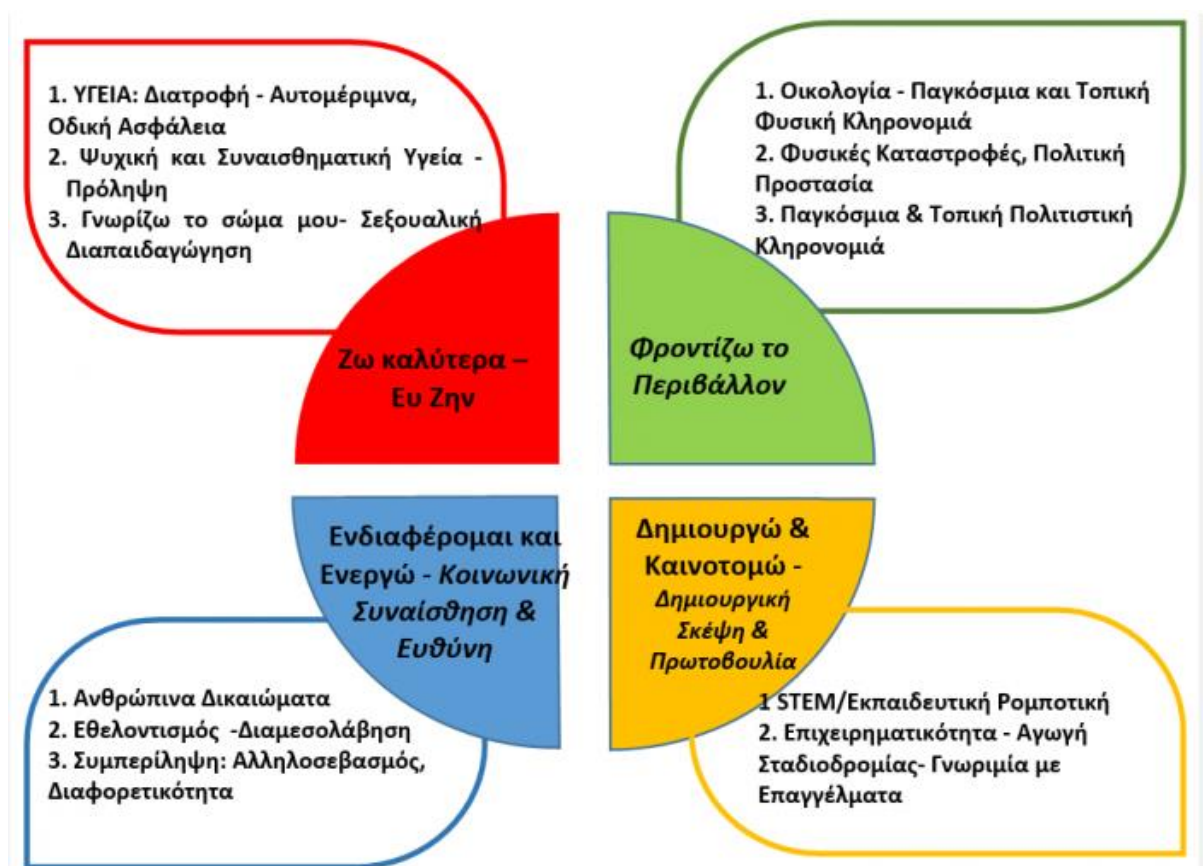 1. ΥΓΕΙΑ: Διατροφή - Αυτομέριμνα,
Οδική Ασφάλεια
2. Ψυχική και Συναισθηματική Υγεία -
Πρόληψη
3. Γνωρίζω το σώμα μου- Σεξουαλική
Διαπαιδαγώγηση
1. Οικολογία - Παγκόσμια και Τοπική
Φυσική Κληρονομιά
2. Φυσικές Καταστροφές, Πολιτική
Προστασία
3. Παγκόσμια & Τοπική Πολιτιστική
Κληρονομιά
Ζω καλύτερα –
Ευ Ζην
Φροντίζω το
Περιβάλλον
Ενδιαφέρομαι και
Ενεργώ - Κοινωνική
Συναίσθηση &
Ευθύνη
Δημιουργώ &
Καινοτομώ -
Δημιουργική
Σκέψη &
Πρωτοβουλία
1. Ανθρώπινα Δικαιώματα
2. Εθελοντισμός -Διαμεσολάβηση
3. Συμπερίληψη: Αλληλοσεβασμός,
Διαφορετικότητα
1 STEM/Εκπαιδευτική Ρομποτική
2. Επιχειρηματικότητα - Αγωγή
Σταδιοδρομίας- Γνωριμία με
Επαγγέλματα